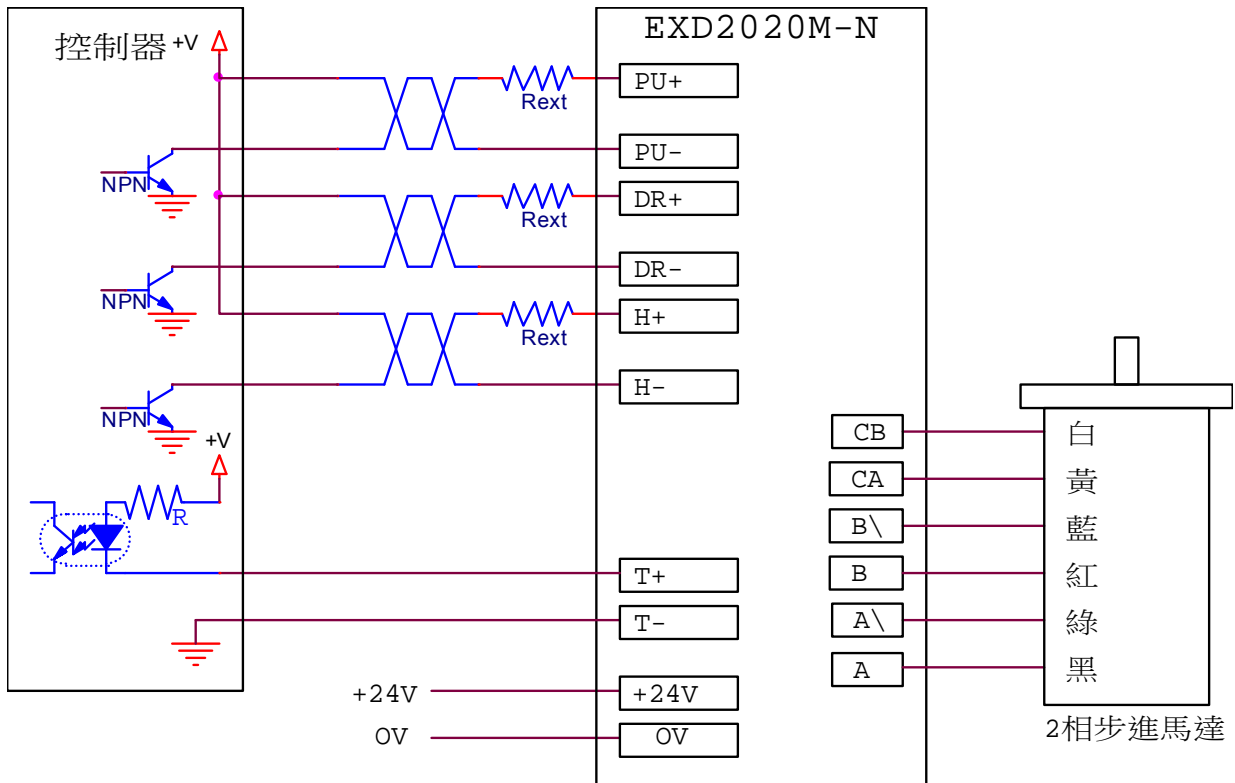 EXD2020M-N
控制器 +V
PU+
Rext
PU-
NPN
DR+
Rext
DR-
NPN
H+
Rext
H-
NPN
+V
R
T+
T-
+24V
+24V
0V
0V
CB
白
CA
黃
B\
藍
B
紅
A\
綠
A
黑
2相步進馬達